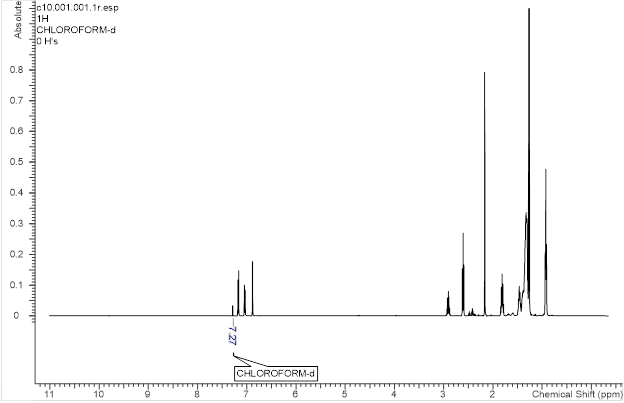 c10.001.001.1r.esp
1H
CHLOROFORM-d
0 H's
Absolute
0.8
0.7
0.6
0.5
0.4
0.3
0.2
0.1
0
7.27
CHLOROFORM-d
11 10 9 8 7 6 5 4 3 2 Chemical Shift (ppm)